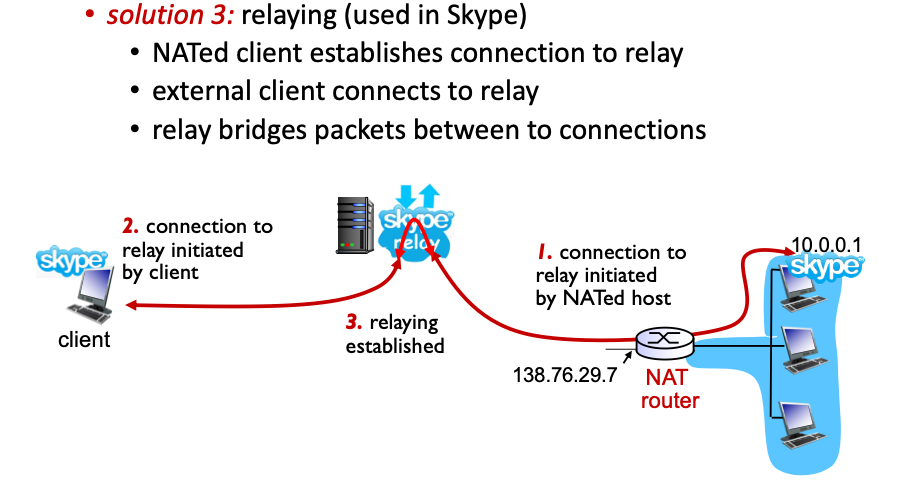 • solution 3: relaying (used in Skype)
• NATed client establishes connection to relay
• external client connects to relay
• relay bridges packets between to connections
2. connection to
relay initiated
by client
skype
client
skype
relay
3. relaying
established
1. connection to
relay initiated
by NATed host
10.0.0.1
skype
138.76.29.7
NAT
router